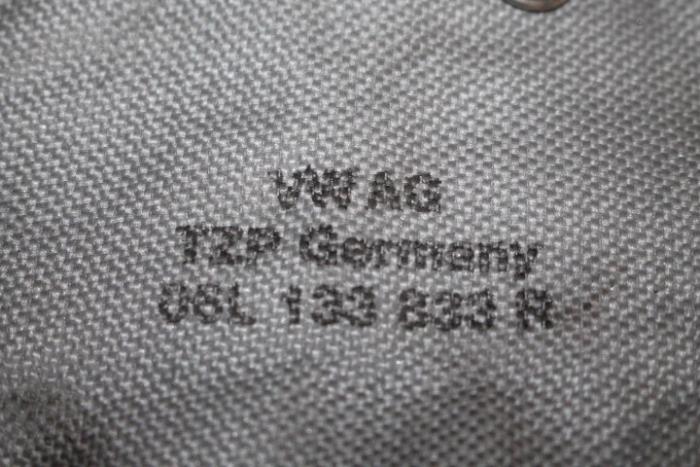 VW AG
TZP Germany
06L 133 833 R